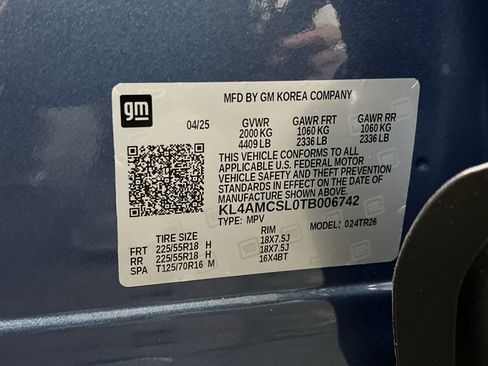 gm
MFD BY GM KOREA COMPANY
04/25 GVWR GAWR FRT GAWR RR
2000 KG 1060 KG 1060 KG
4409 LB 2336 LB 2336 LB
THIS VEHICLE CONFORMS TO ALL
APPLICABLE U.S. FEDERAL MOTOR
VEHICLE SAFETY AND THEFT PREVENTION
STANDARDS IN EFFECT ON THE DATE OF
MANUFACTURE SHOWN ABOVE.
KL4AMCSL0TB006742
TYPE: MPV MODEL: 024TR26
TIRE SIZE RIM
FRT 225/55R18 H 18X7.5J
RR 225/55R18 H 18X7.5J
SPA T125/70R16 M 16X4BT